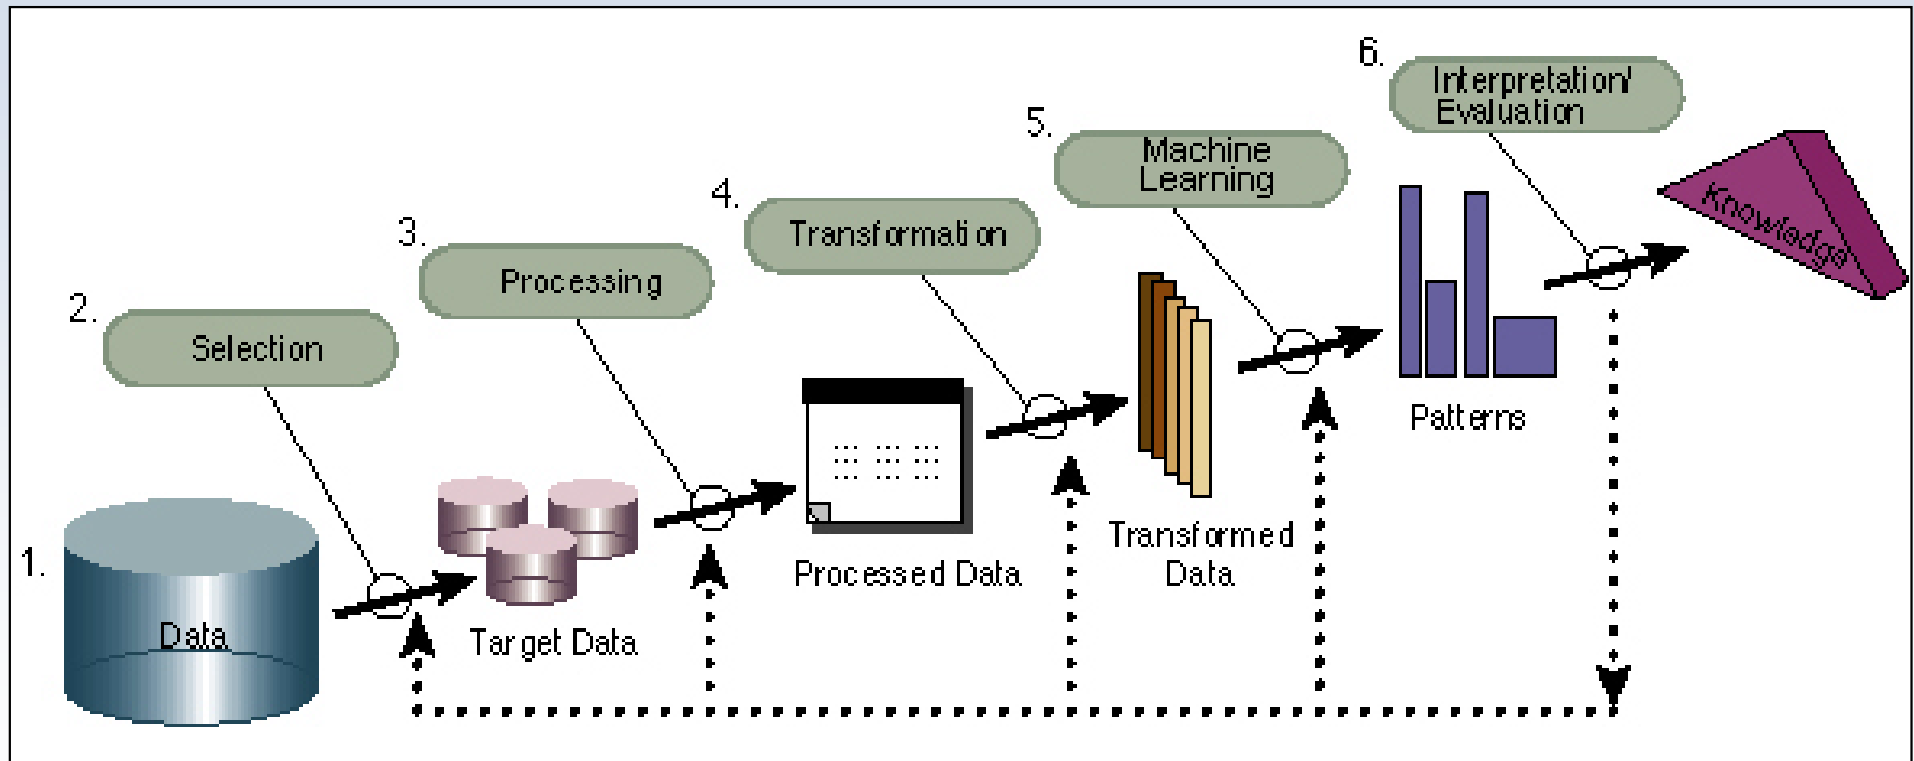 1.
Data
2.
Selection
Target Data
3.
Processing
Processed Data
4.
Transformation
Transformed
Data
5.
Machine
Learning
Patterns
6.
Interpretation/
Evaluation
Knowledge